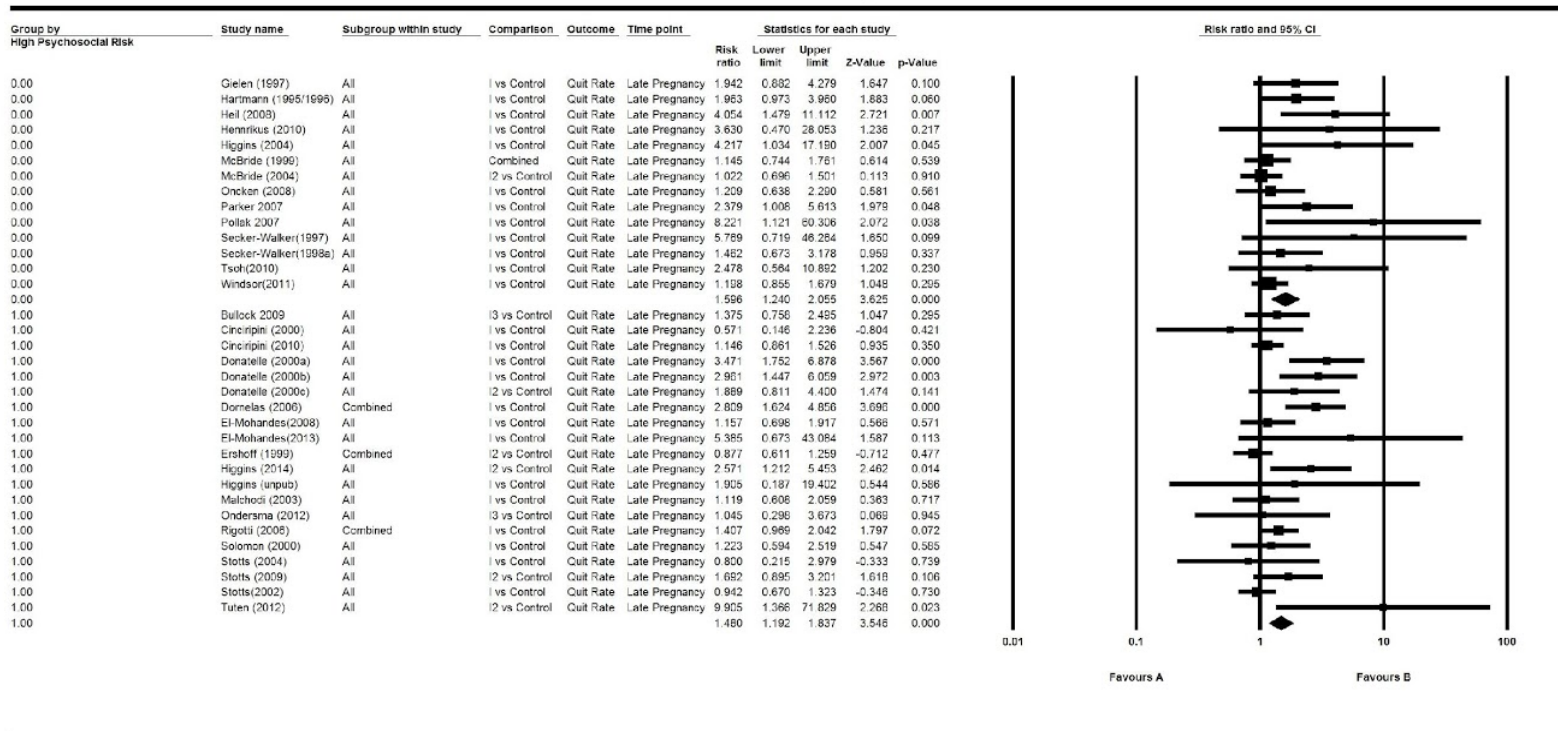 Group by Study name Subgroup within study Comparison Outcome Time point Statistics for each study Risk ratio and 95% CI
High Psychosocial Risk
Risk ratio Lower limit Upper limit Z-Value p-Value
0.00 Gielen (1997) All I vs Control Quit Rate Late Pregnancy 1.942 0.882 4.279 1.647 0.100
0.00 Hartmann (1995/1996) All I vs Control Quit Rate Late Pregnancy 1.963 0.973 3.960 1.883 0.060
0.00 Heil (2008) All I vs Control Quit Rate Late Pregnancy 4.054 1.479 11.112 2.721 0.007
0.00 Hennrikus (2010) All I vs Control Quit Rate Late Pregnancy 3.630 0.470 28.053 1.236 0.217
0.00 Higgins (2004) All I vs Control Quit Rate Late Pregnancy 4.217 1.034 17.190 2.007 0.045
0.00 McBride (1999) All Combined Quit Rate Late Pregnancy 1.145 0.744 1.761 0.614 0.539
0.00 McBride (2004) All I2 vs Control Quit Rate Late Pregnancy 1.022 0.696 1.501 0.113 0.910
0.00 Oncken (2008) All I vs Control Quit Rate Late Pregnancy 1.209 0.638 2.290 0.581 0.561
0.00 Parker 2007 All I vs Control Quit Rate Late Pregnancy 2.379 1.008 5.613 1.979 0.048
0.00 Pollak 2007 All I vs Control Quit Rate Late Pregnancy 8.221 1.121 60.306 2.072 0.038
0.00 Secker-Walker(1997) All I vs Control Quit Rate Late Pregnancy 5.769 0.719 46.264 1.650 0.099
0.00 Secker-Walker(1998a) All I vs Control Quit Rate Late Pregnancy 1.462 0.673 3.178 0.959 0.337
0.00 Tsoh(2010) All I vs Control Quit Rate Late Pregnancy 2.478 0.564 10.892 1.202 0.230
0.00 Windsor(2011) All I vs Control Quit Rate Late Pregnancy 1.198 0.855 1.679 1.048 0.295
0.00 1.596 1.240 2.055 3.625 0.000
1.00 Bullock 2009 All I3 vs Control Quit Rate Late Pregnancy 1.375 0.758 2.495 1.047 0.295
1.00 Cinciripini (2000) All I vs Control Quit Rate Late Pregnancy 0.571 0.146 2.236 -0.804 0.421
1.00 Cinciripini (2010) All I vs Control Quit Rate Late Pregnancy 1.146 0.861 1.526 0.935 0.350
1.00 Donatelle (2000a) All I vs Control Quit Rate Late Pregnancy 3.471 1.752 6.878 3.567 0.000
1.00 Donatelle (2000b) All I vs Control Quit Rate Late Pregnancy 2.961 1.447 6.059 2.972 0.003
1.00 Donatelle (2000c) All I2 vs Control Quit Rate Late Pregnancy 1.889 0.811 4.400 1.474 0.141
1.00 Dornelas (2006) Combined I vs Control Quit Rate Late Pregnancy 2.809 1.624 4.856 3.696 0.000
1.00 El-Mohandes(2008) All I vs Control Quit Rate Late Pregnancy 1.157 0.698 1.917 0.566 0.571
1.00 El-Mohandes(2013) All I vs Control Quit Rate Late Pregnancy 5.385 0.673 43.084 1.587 0.113
1.00 Ershoff (1999) Combined I2 vs Control Quit Rate Late Pregnancy 0.877 0.611 1.259 -0.712 0.477
1.00 Higgins (2014) All I2 vs Control Quit Rate Late Pregnancy 2.571 1.212 5.453 2.462 0.014
1.00 Higgins (unpub) All I vs Control Quit Rate Late Pregnancy 1.905 0.187 19.402 0.544 0.586
1.00 Malchodi (2003) All I vs Control Quit Rate Late Pregnancy 1.119 0.608 2.059 0.363 0.717
1.00 Ondersma (2012) All I3 vs Control Quit Rate Late Pregnancy 1.045 0.298 3.673 0.069 0.945
1.00 Rigotti (2006) Combined I vs Control Quit Rate Late Pregnancy 1.407 0.969 2.042 1.797 0.072
1.00 Solomon (2000) All I vs Control Quit Rate Late Pregnancy 1.223 0.594 2.519 0.547 0.585
1.00 Stotts (2004) All I vs Control Quit Rate Late Pregnancy 0.800 0.215 2.979 -0.333 0.739
1.00 Stotts (2009) All I2 vs Control Quit Rate Late Pregnancy 1.692 0.895 3.201 1.618 0.106
1.00 Stotts(2002) All I vs Control Quit Rate Late Pregnancy 0.942 0.670 1.323 -0.346 0.730
1.00 Tuten (2012) All I2 vs Control Quit Rate Late Pregnancy 9.905 1.366 71.829 2.268 0.023
1.00 1.480 1.192 1.837 3.546 0.000
0.01 0.1 1 10 100
Favours A Favours B